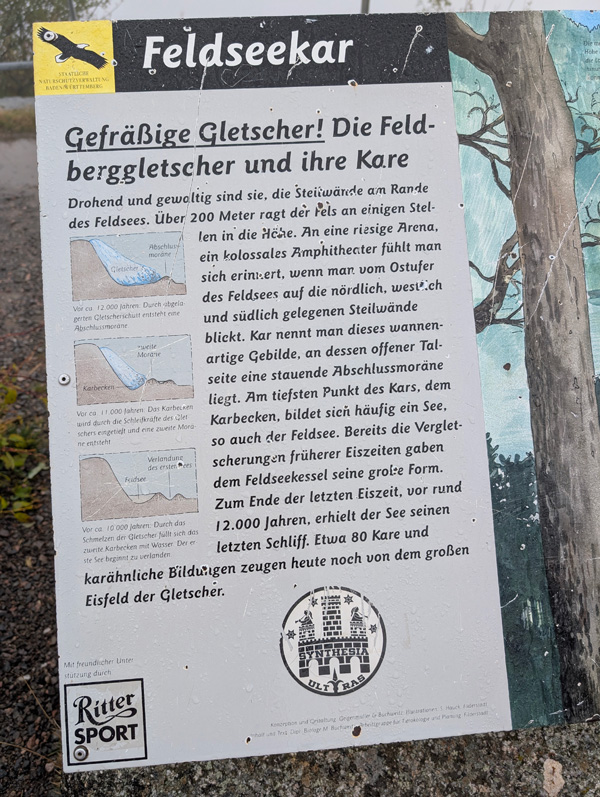 STAATLICHE
NATURSCHUTZVERWALTUNG
BADEN-WÜRTTEMBERG
Feldseekar
Gefräßige Gletscher! Die Feld-
berggletscher und ihre Kare
Drohend und gewaltig sind sie, die Steilwände am Rande
des Feldsees. Über 200 Meter ragt der Fels an einigen Stel-
len in die Höhe. An eine riesige Arena,
ein kolossales Amphitheater fühlt man
sich erinnert, wenn man vom Ostufer
des Feldsees auf die nördlich, westlich
und südlich gelegenen Steilwände
blickt. Kar nennt man dieses wannen-
artige Gebilde, an dessen offener Tal-
seite eine stauende Abschlussmoräne
liegt. Am tiefsten Punkt des Kars, dem
Karbecken, bildet sich häufig ein See,
so auch der Feldsee. Bereits die Verglet-
scherungen früherer Eiszeiten gaben
dem Feldseekessel seine große Form.
Zum Ende der letzten Eiszeit, vor rund
12.000 Jahren, erhielt der See seinen
letzten Schliff. Etwa 80 Kare und
karähnliche Bildungen zeugen heute noch von dem großen
Eisfeld der Gletscher.
Abschluss-
moräne
Gletscher
Vor ca. 12.000 Jahren: Durch abgela-
gerten Gletscherschutt entsteht eine
Abschlussmoräne.
zweite
Moräne
Karbecken
Vor ca. 11.000 Jahren: Das Karbecken
wird durch die Schleifkräfte des Glet
schers eingetieft und eine zweite Morä-
ne entsteht.
Verlandung
des ersten
Feldsee
Vor ca. 10.000 Jahren: Durch das
Schmelzen der Gletscher füllt sich das
zweite Karbecken mit Wasser. Der er
ste See beginnt zu verlanden.
SYNTHESIA
ULTRAS
Mit freundlicher Unter
stützung durch
Ritter
SPORT
Konzeption und Gestaltung:
Inhalt und Text: